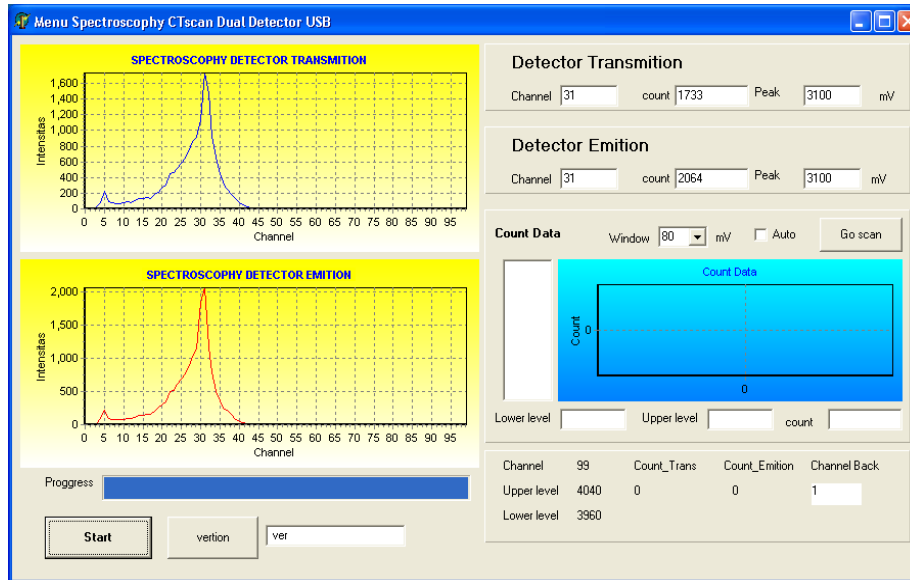 Menu Spectroscopy CTscan Dual Detector USB
SPECTROSCOPHY DETECTOR TRANSMITION
Intensitas
1,600
1,400
1,200
1,000
800
600
400
200
0
0 5 10 15 20 25 30 35 40 45 50 55 60 65 70 75 80 85 90 95
Channel
SPECTROSCOPHY DETECTOR EMITION
Intensitas
2,000
1,500
1,000
500
0
0 5 10 15 20 25 30 35 40 45 50 55 60 65 70 75 80 85 90 95
Channel
Proggress
Start vertion ver
Detector Transmition
Channel 31 count 1733 Peak 3100 mV
Detector Emition
Channel 31 count 2064 Peak 3100 mV
Count Data Window 80 mV Auto Go scan
Count Data
Count
0
0
Lower level Upper level count
Channel 99 Count_Trans Count_Emition Channel Back
Upper level 4040 0 0 1
Lower level 3960